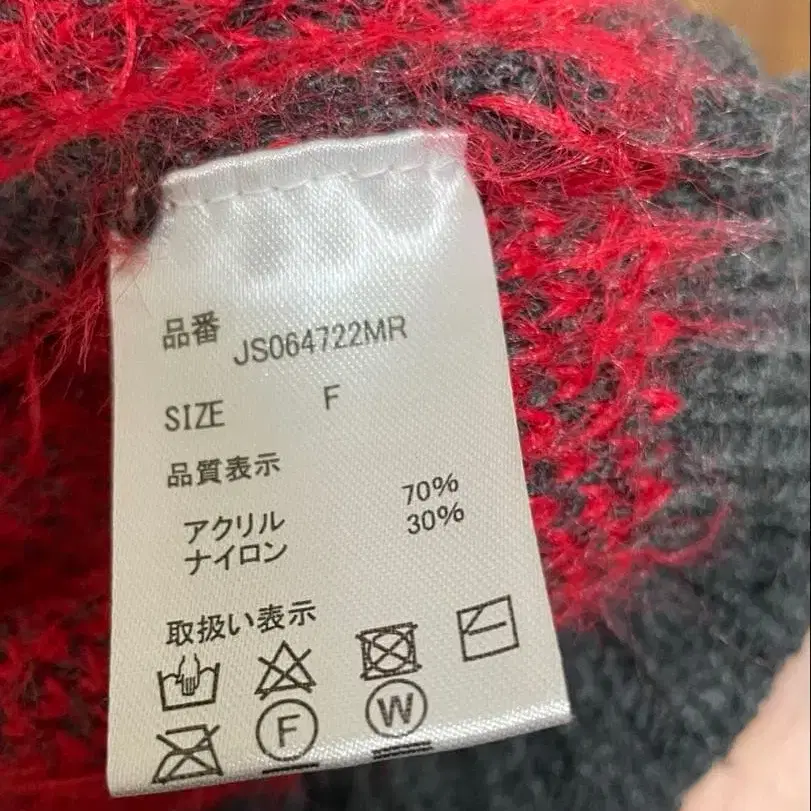 品番 JS064722MR
SIZE F
品質表示
アクリル 70%
ナイロン 30%
取扱い表示
F W